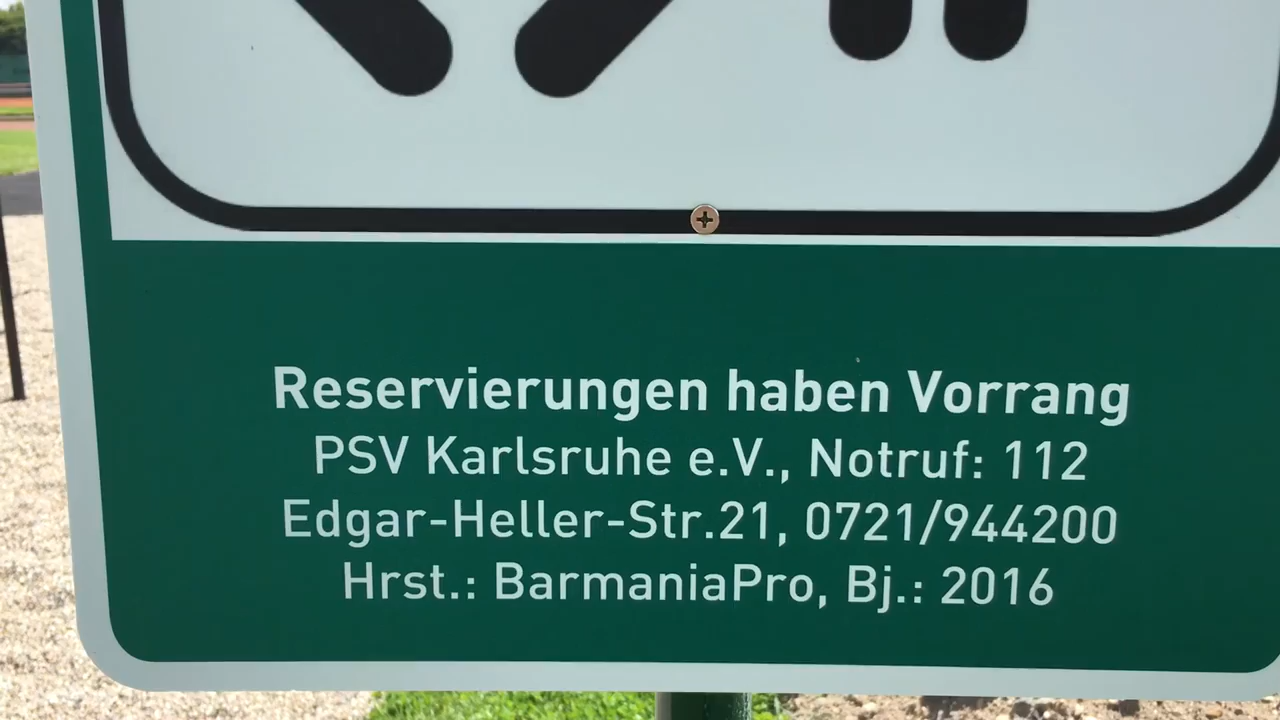 Reservierungen haben Vorrang
PSV Karlsruhe e.V., Notruf: 112
Edgar-Heller-Str.21, 0721/944200
Hrst.: BarmaniaPro, Bj.: 2016